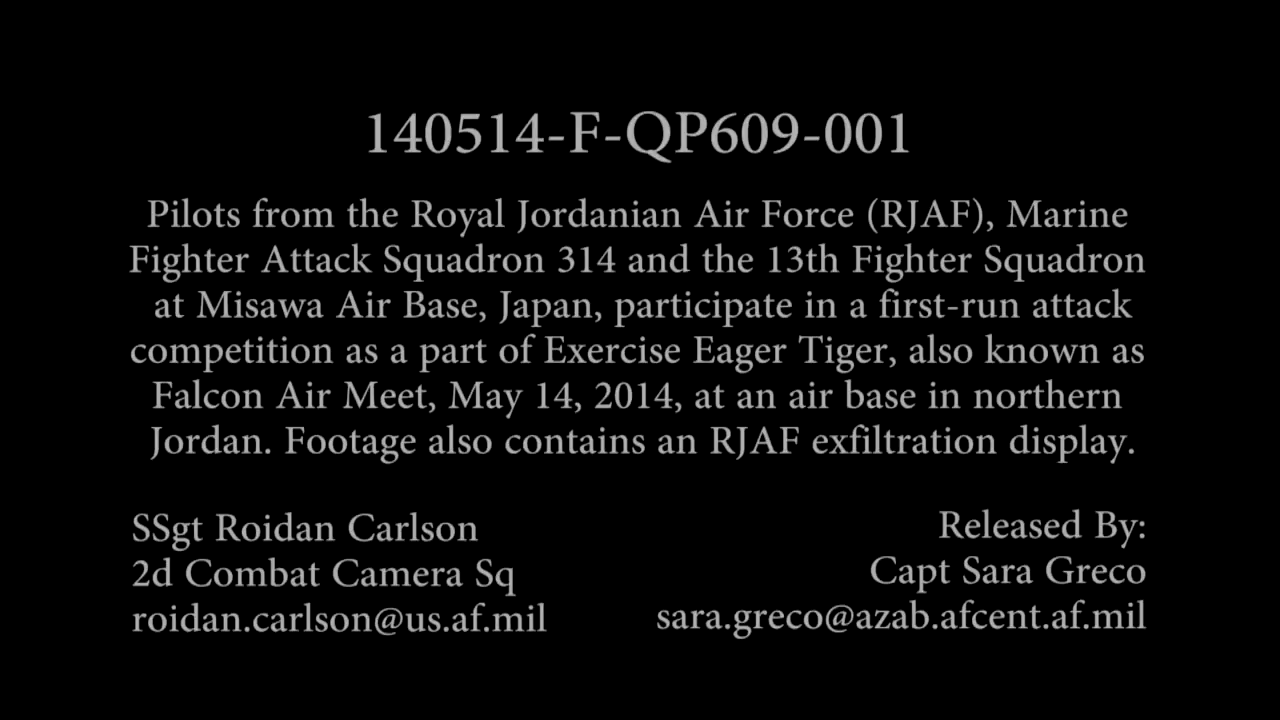 140514-F-QP609-001
Pilots from the Royal Jordanian Air Force (RJAF), Marine
Fighter Attack Squadron 314 and the 13th Fighter Squadron
at Misawa Air Base, Japan, participate in a first-run attack
competition as a part of Exercise Eager Tiger, also known as
Falcon Air Meet, May 14, 2014, at an air base in northern
Jordan. Footage also contains an RJAF exfiltration display.
SSgt Roidan Carlson
2d Combat Camera Sq
roidan.carlson@us.af.mil
Released By:
Capt Sara Greco
sara.greco@azab.afcent.af.mil